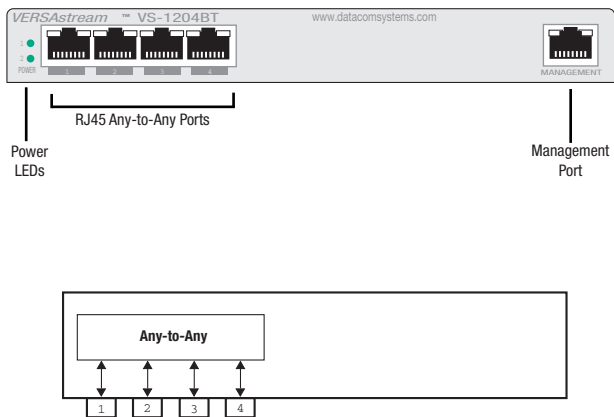 VERSAstream ™ VS-1204BT www.datacomsystems.com
1
2
POWER
1 2 3 4
MANAGEMENT
RJ45 Any-to-Any Ports
Power
LEDs
Management
Port
Any-to-Any
1 2 3 4